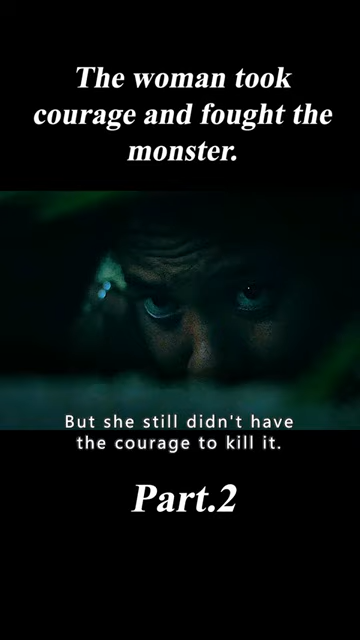 The woman took
courage and fought the
monster.
But she still didn't have
the courage to kill it.
Part.2